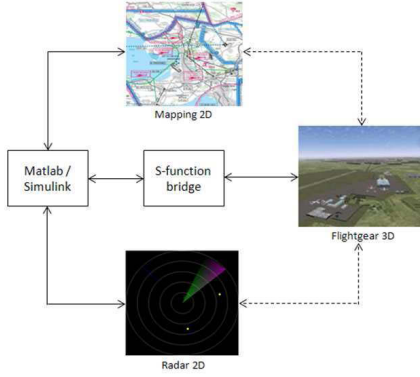 Mapping 2D
Matlab /
Simulink
S-function
bridge
Flightgear 3D
Radar 2D